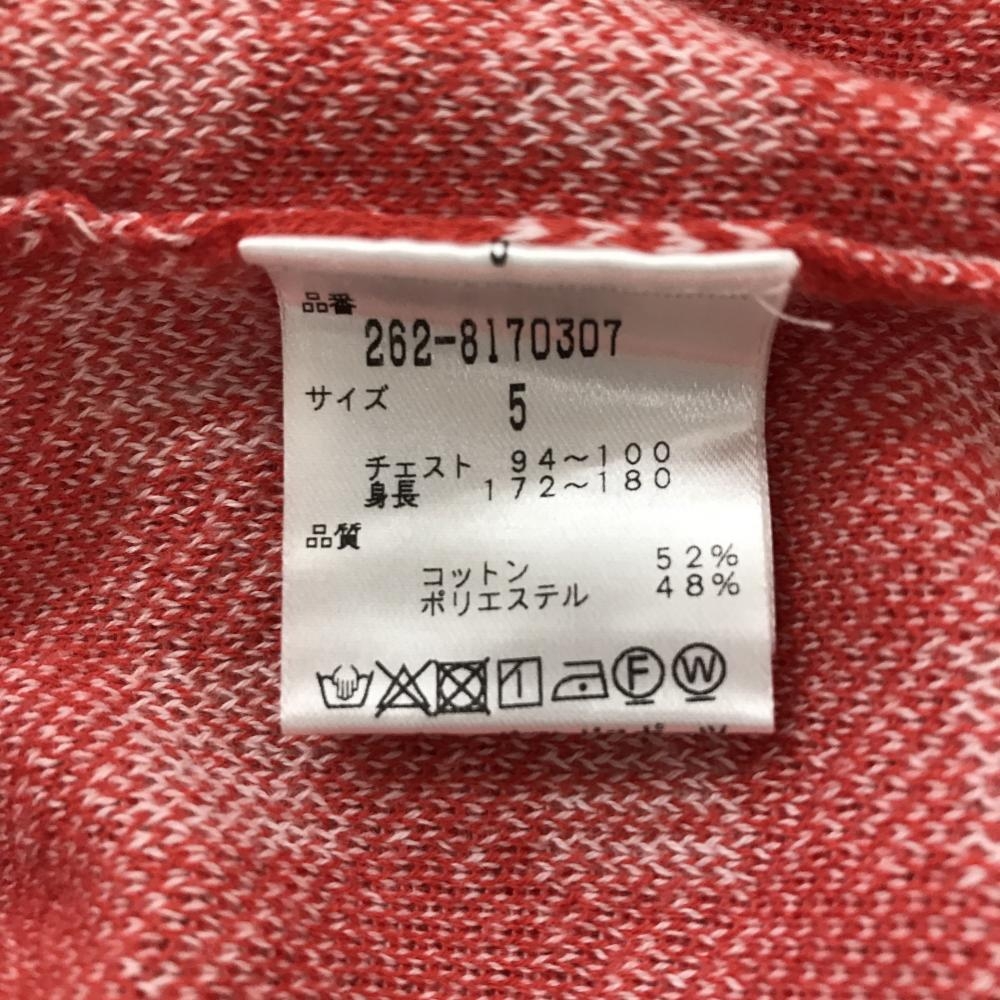 品番
262-8170307
サイズ 5
チェスト 94～100
身長 172～180
品質
コットン 52%
ポリエステル 48%
F W